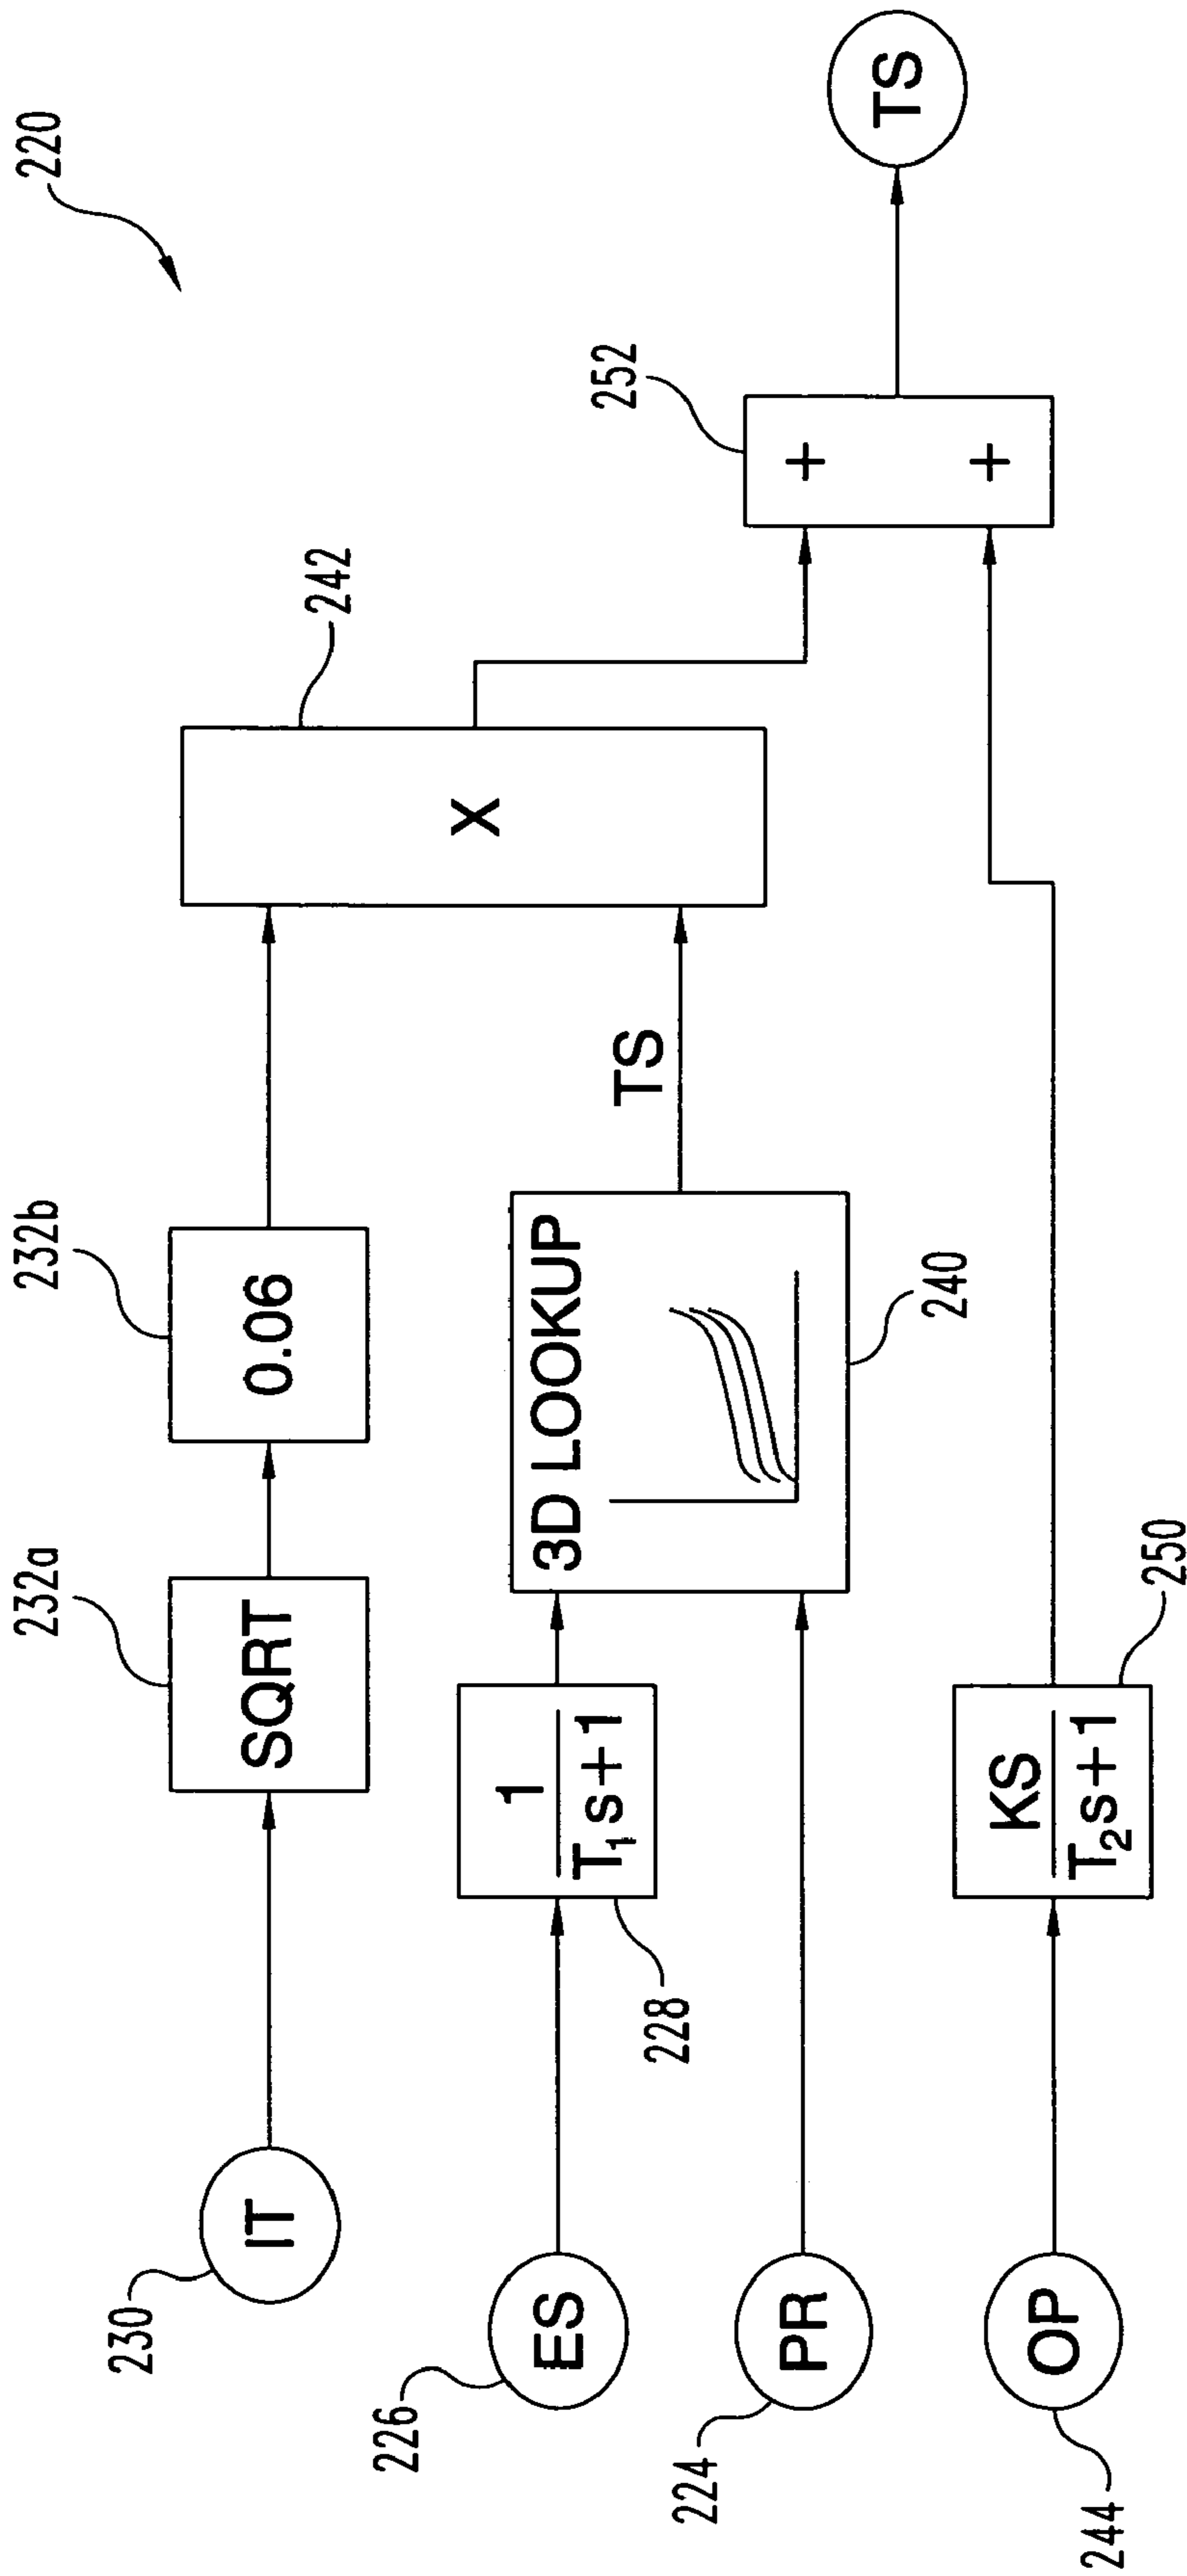 220
232a
232b
230
IT
SQRT
0.06
242
X
226
ES
1
T₁s+1
228
3D LOOKUP
TS
240
252
+
+
TS
224
PR
244
OP
KS
T₂s+1
250